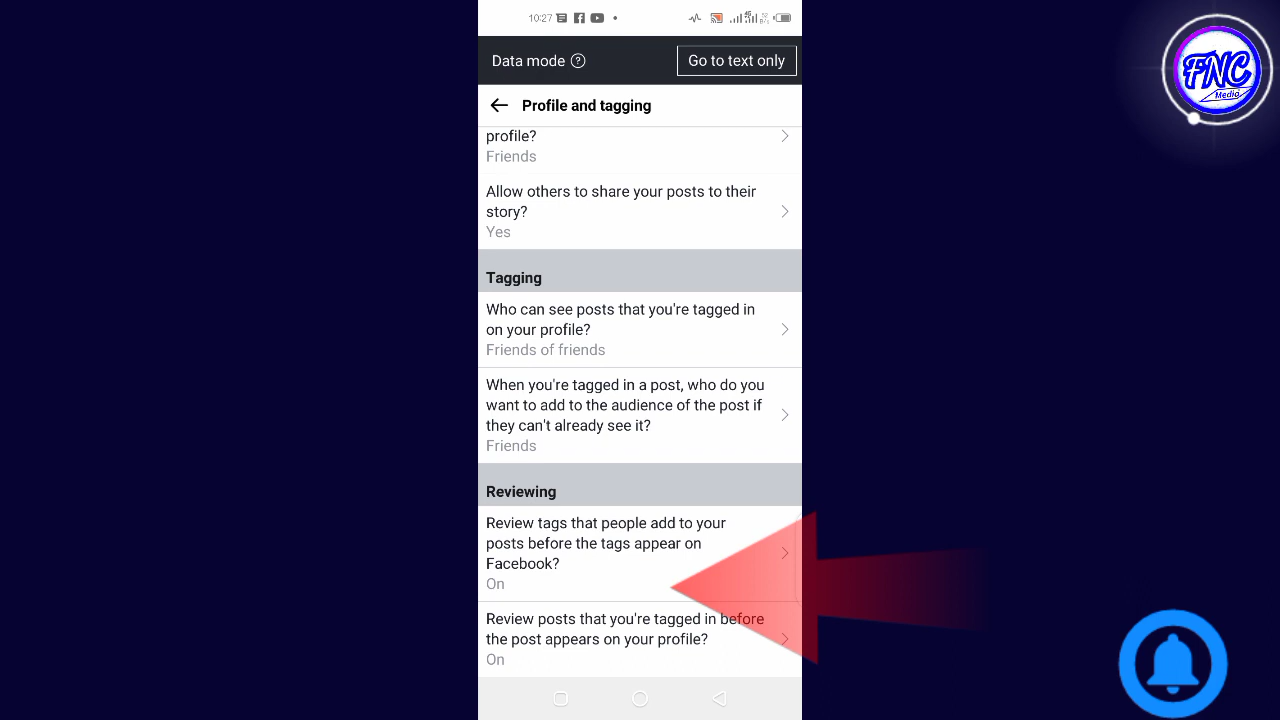 10:27
Data mode
Go to text only
Profile and tagging
profile?
Friends
Allow others to share your posts to their
story?
Yes
Tagging
Who can see posts that you're tagged in
on your profile?
Friends of friends
When you're tagged in a post, who do you
want to add to the audience of the post if
they can't already see it?
Friends
Reviewing
Review tags that people add to your
posts before the tags appear on
Facebook?
On
Review posts that you're tagged in before
the post appears on your profile?
On
FNC
Media